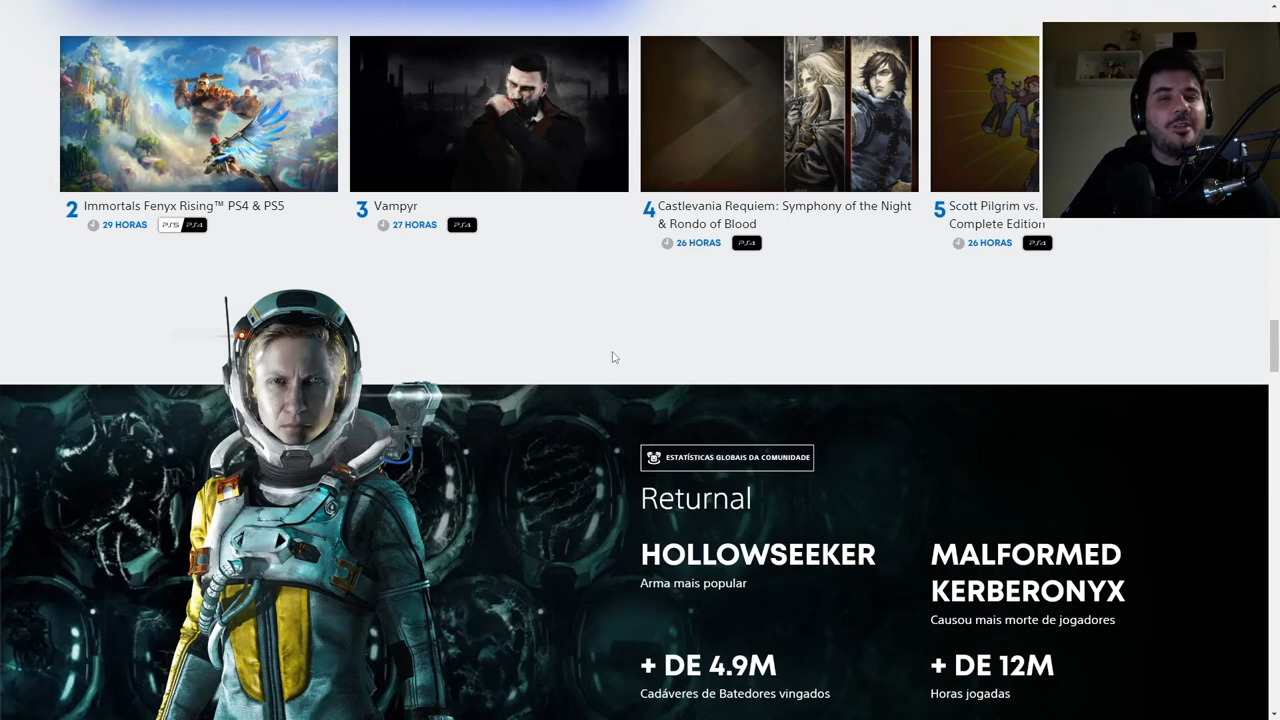 2 Immortals Fenyx Rising™ PS4 & PS5
29 HORAS PS5 PS4
3 Vampyr
27 HORAS PS4
4 Castlevania Requiem: Symphony of the Night
& Rondo of Blood
26 HORAS PS4
5 Scott Pilgrim vs.
Complete Edition
26 HORAS PS4
ESTATÍSTICAS GLOBAIS DA COMUNIDADE
Returnal
HOLLOWSEEKER
Arma mais popular
MALFORMED
KERBERONYX
Causou mais morte de jogadores
+ DE 4.9M
Cadáveres de Batedores vingados
+ DE 12M
Horas jogadas